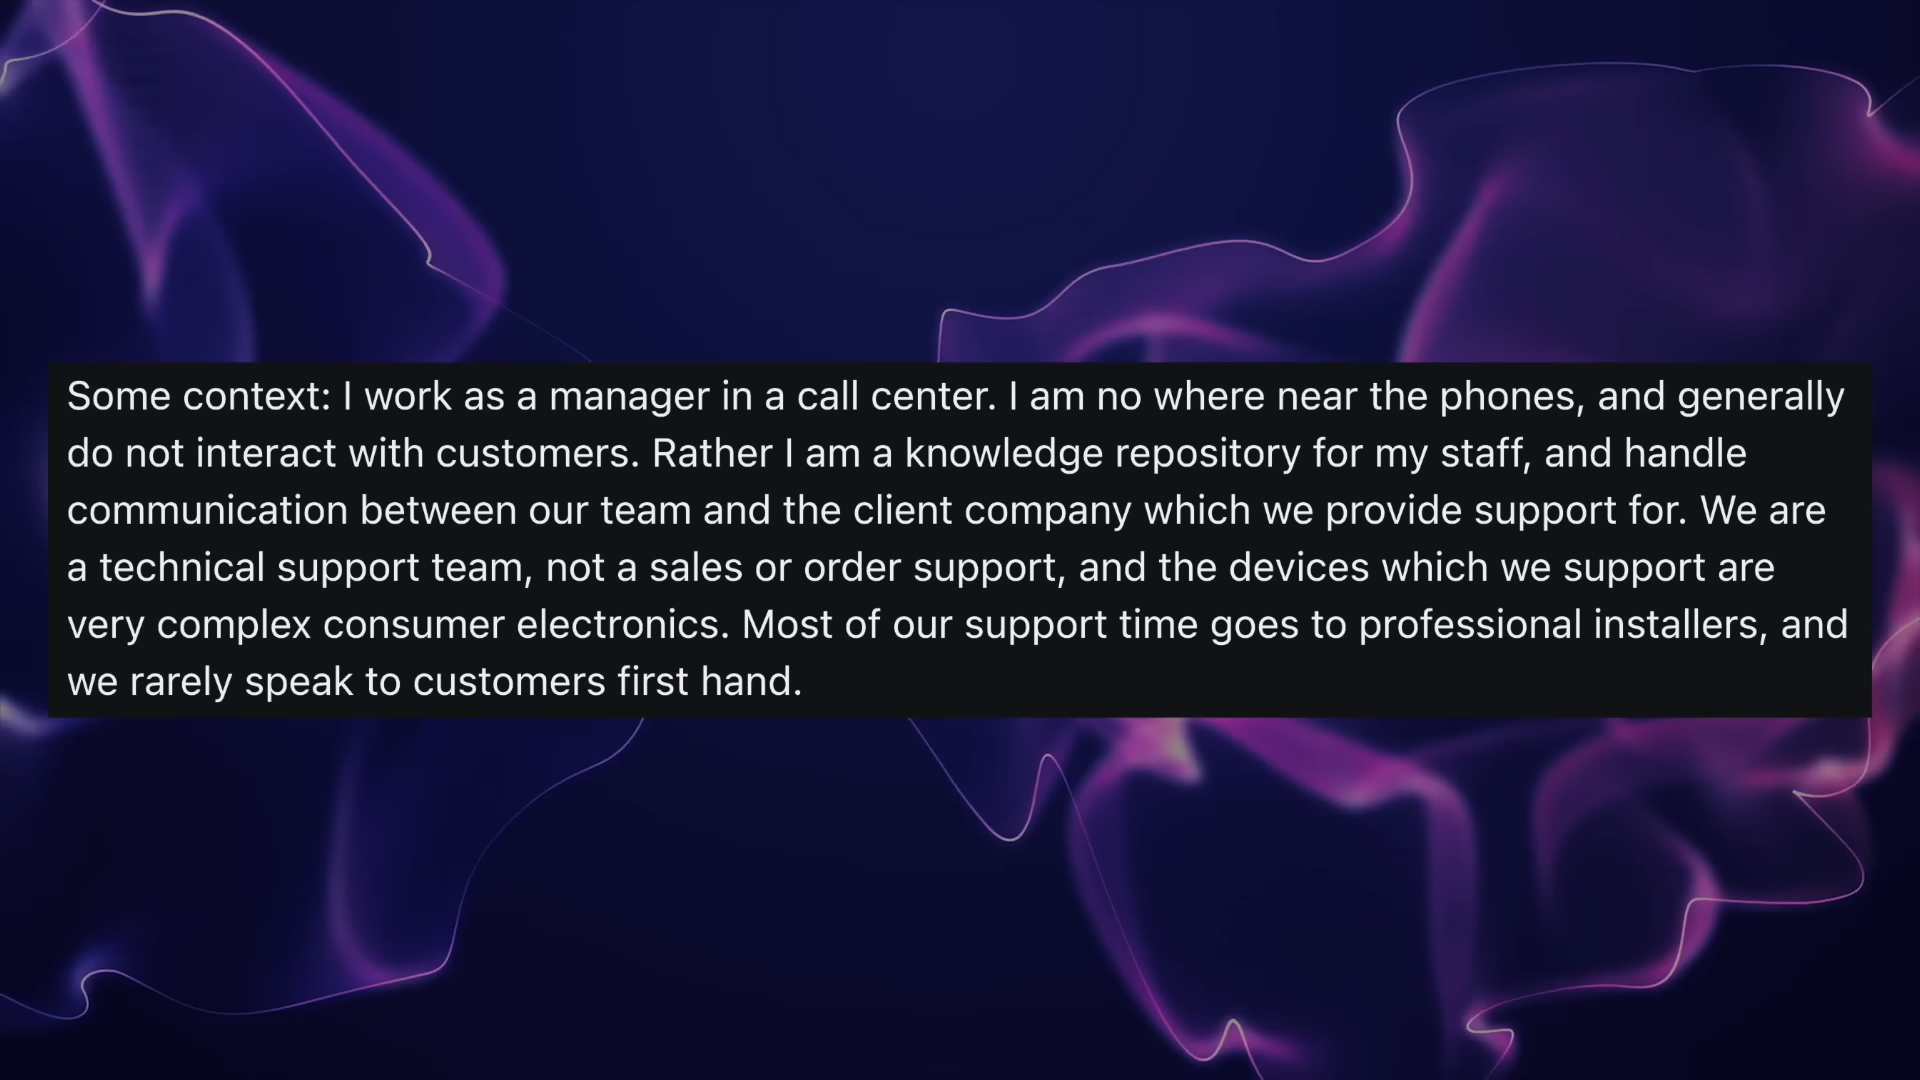 Some context: I work as a manager in a call center. I am no where near the phones, and generally
do not interact with customers. Rather I am a knowledge repository for my staff, and handle
communication between our team and the client company which we provide support for. We are
a technical support team, not a sales or order support, and the devices which we support are
very complex consumer electronics. Most of our support time goes to professional installers, and
we rarely speak to customers first hand.